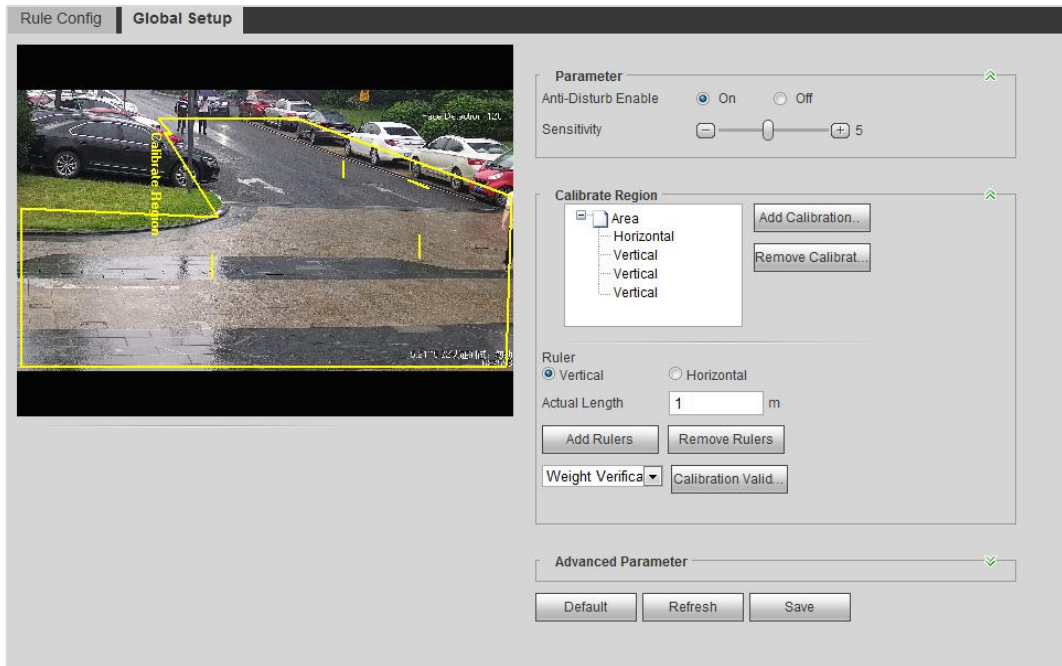 Rule Config Global Setup
Calibrate Region
Parameter
Anti-Disturb Enable On Off
Sensitivity 5
Calibrate Region
Area
Horizontal
Vertical
Vertical
Vertical
Add Calibration..
Remove Calibrat...
Ruler
Vertical Horizontal
Actual Length 1 m
Add Rulers Remove Rulers
Weight Verifica Calibration Valid...
Advanced Parameter
Default Refresh Save